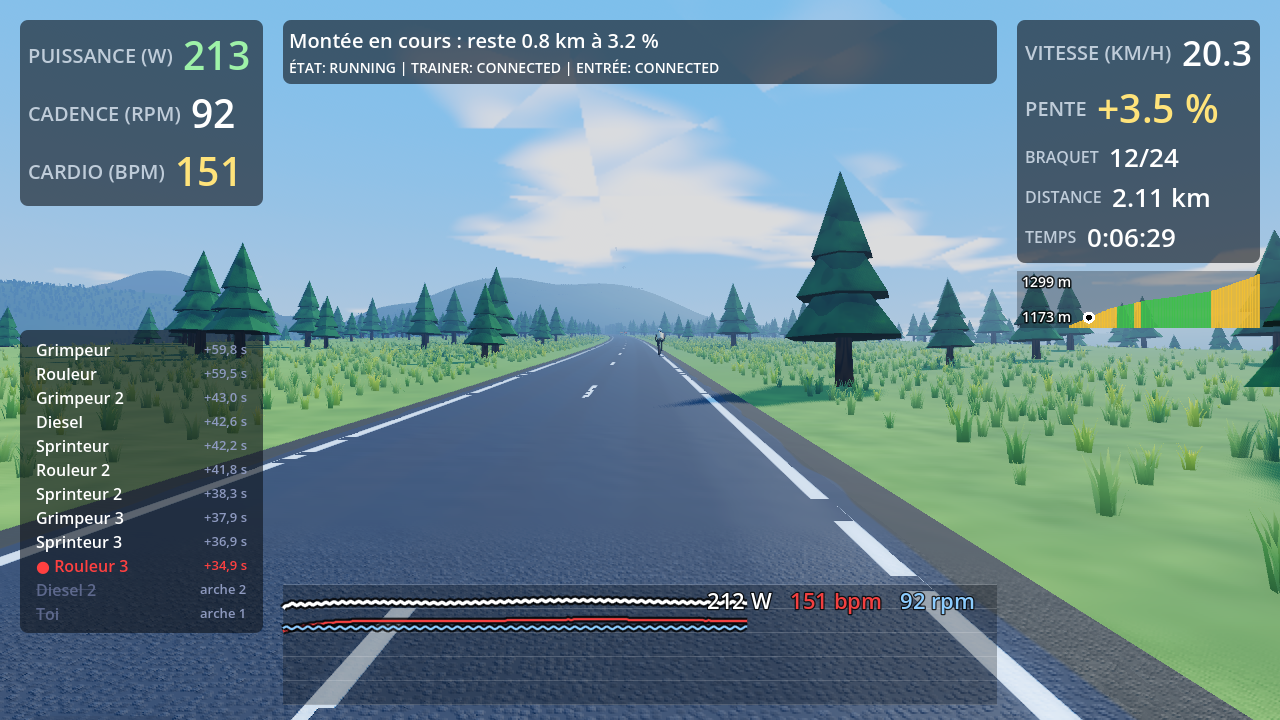 PUISSANCE (W) 213
CADENCE (RPM) 92
CARDIO (BPM) 151
Montée en cours : reste 0.8 km à 3.2 %
ÉTAT: RUNNING | TRAINER: CONNECTED | ENTRÉE: CONNECTED
VITESSE (KM/H) 20.3
PENTE +3.5 %
BRAQUET 12/24
DISTANCE 2.11 km
TEMPS 0:06:29
1299 m
1173 m
Grimpeur +59,8 s
Rouleur +59,5 s
Grimpeur 2 +43,0 s
Diesel +42,6 s
Sprinteur +42,2 s
Rouleur 2 +41,8 s
Sprinteur 2 +38,3 s
Grimpeur 3 +37,9 s
Sprinteur 3 +36,9 s
Rouleur 3 +34,9 s
Diesel 2 arche 2
Toi arche 1
212 W 151 bpm 92 rpm